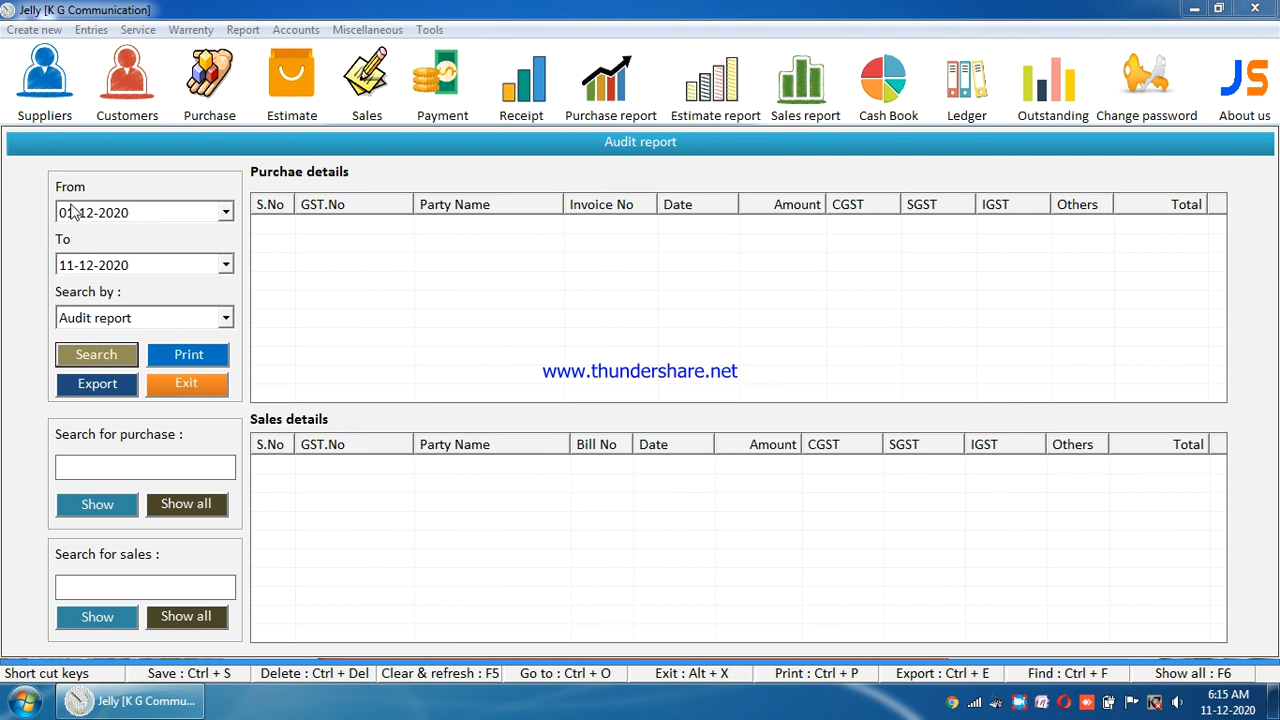 Jelly [K G Communication]
Create new Entries Service Warrenty Report Accounts Miscellaneous Tools
Suppliers Customers Purchase Estimate Sales Payment Receipt Purchase report Estimate report Sales report Cash Book Ledger Outstanding Change password About us
JS
Audit report
From
01-12-2020
To
11-12-2020
Search by :
Audit report
Search Print
Export Exit
Search for purchase :
Show Show all
Search for sales :
Show Show all
Purchae details
S.No GST.No Party Name Invoice No Date Amount CGST SGST IGST Others Total
www.thundershare.net
Sales details
S.No GST.No Party Name Bill No Date Amount CGST SGST IGST Others Total
Short cut keys Save : Ctrl + S Delete : Ctrl + Del Clear & refresh : F5 Go to : Ctrl + O Exit : Alt + X Print : Ctrl + P Export : Ctrl + E Find : Ctrl + F Show all : F6
Jelly [K G Commu...
6:15 AM
11-12-2020